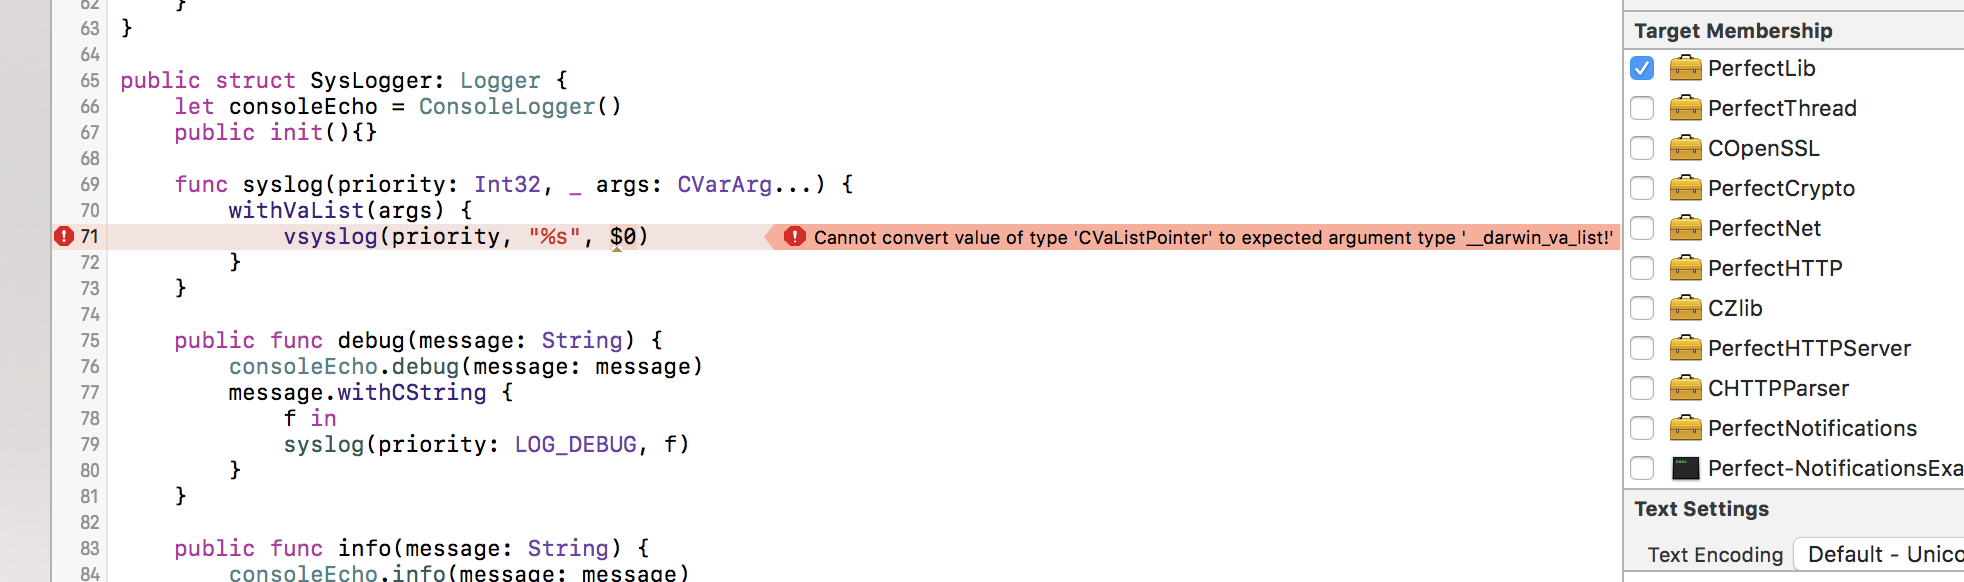 62 }
63 }
64
65 public struct SysLogger: Logger {
66 let consoleEcho = ConsoleLogger()
67 public init(){}
68
69 func syslog(priority: Int32, _ args: CVarArg...) {
70 withVaList(args) {
71 vsyslog(priority, "%s", $0) Cannot convert value of type 'CVaListPointer' to expected argument type '__darwin_va_list!'
72 }
73 }
74
75 public func debug(message: String) {
76 consoleEcho.debug(message: message)
77 message.withCString {
78 f in
79 syslog(priority: LOG_DEBUG, f)
80 }
81 }
82
83 public func info(message: String) {
84 consoleEcho.info(message: message)
Target Membership
PerfectLib
PerfectThread
COpenSSL
PerfectCrypto
PerfectNet
PerfectHTTP
CZlib
PerfectHTTPServer
CHTTPParser
PerfectNotifications
Perfect-NotificationsExa
Text Settings
Text Encoding Default - Unico